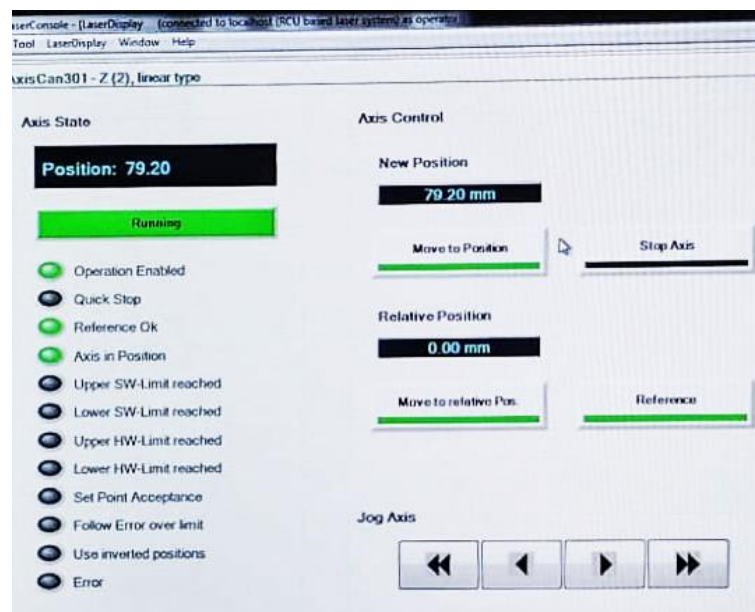 serConsole - [LaserDisplay (connected to localhost (RCU based laser system) as operator)]
Tool LaserDisplay Window Help
AxisCan301 - Z (2), linear type
Axis State
Position: 79.20
Running
Operation Enabled
Quick Stop
Reference Ok
Axis in Position
Upper SW-Limit reached
Lower SW-Limit reached
Upper HW-Limit reached
Lower HW-Limit reached
Set Point Acceptance
Follow Error over limit
Use inverted positions
Error
Axis Control
New Position
79.20 mm
Move to Position
Stop Axis
Relative Position
0.00 mm
Move to relative Pos.
Reference
Jog Axis